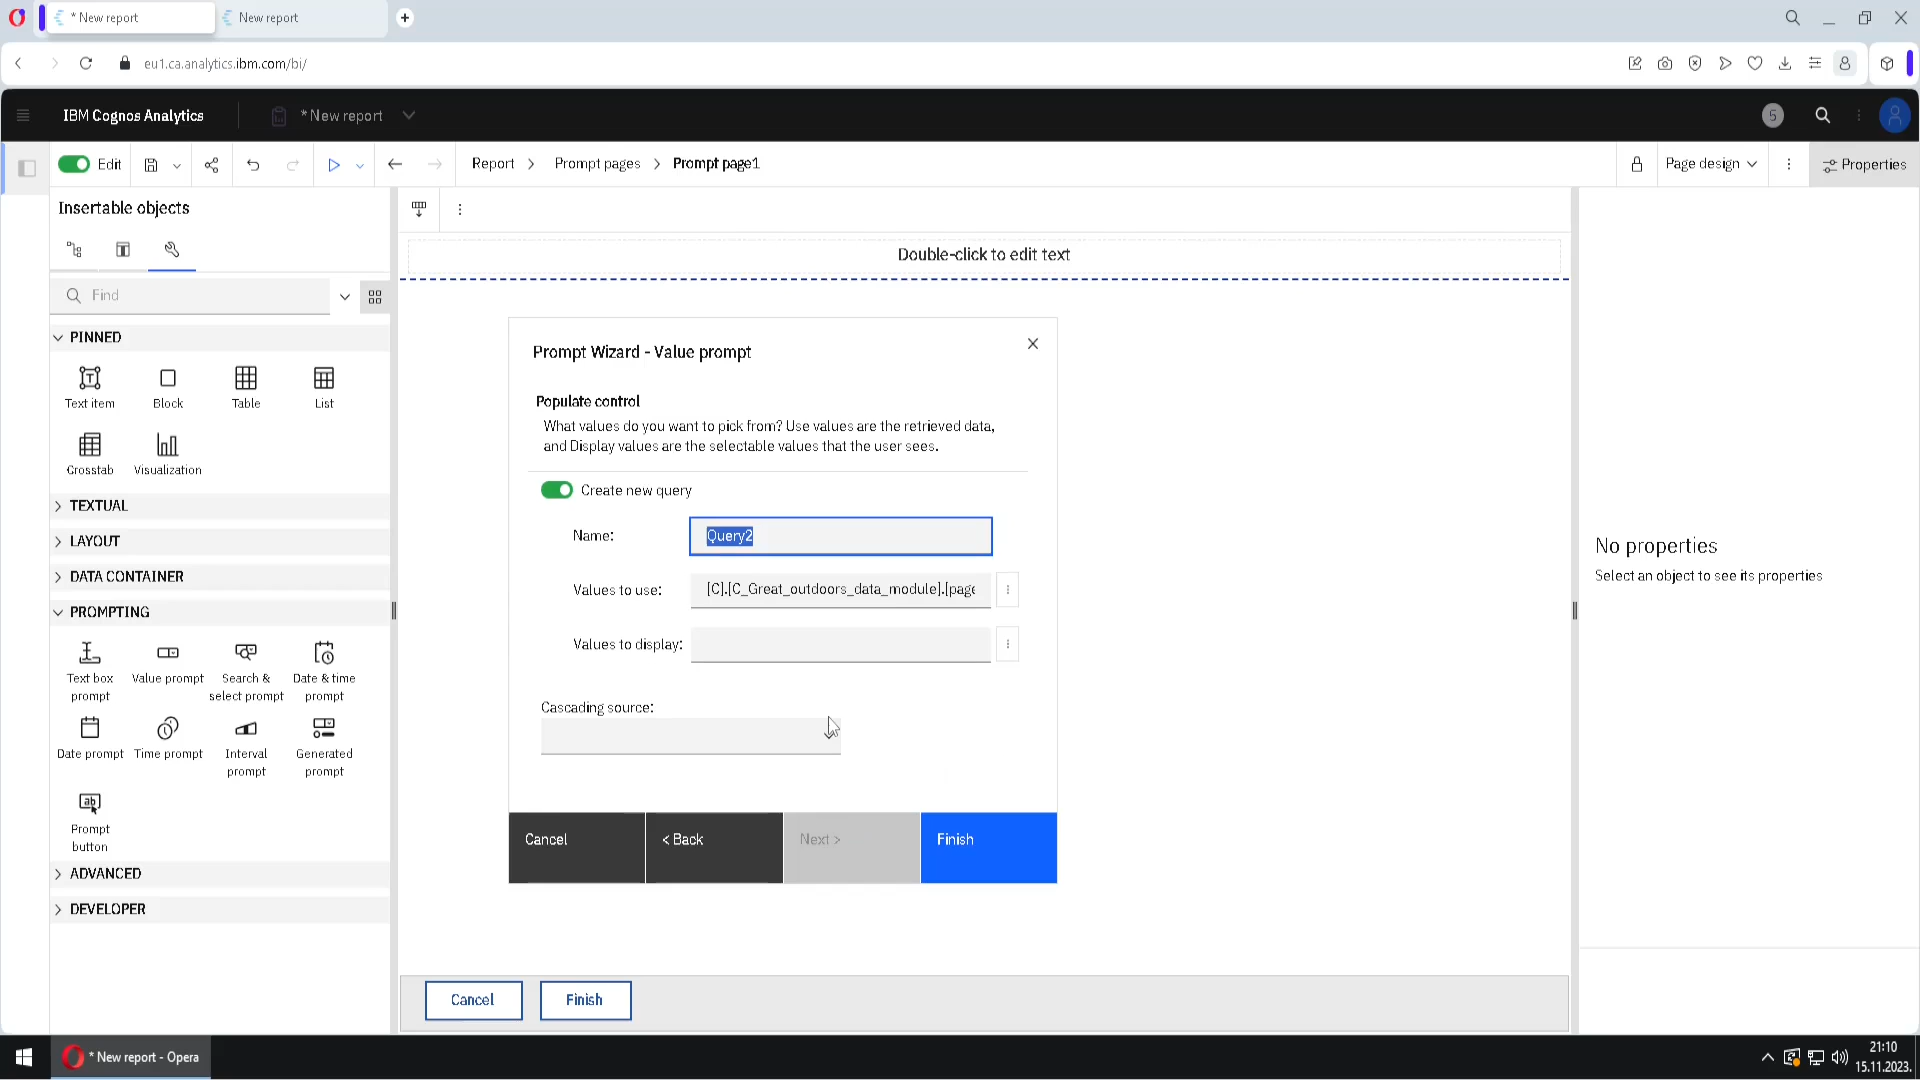 * New report
New report
eu1.ca.analytics.ibm.com/bi/
IBM Cognos Analytics
* New report
5
Edit
Report > Prompt pages > Prompt page1
Page design
Properties
Insertable objects
Find
PINNED
Text item
Block
Table
List
Crosstab
Visualization
TEXTUAL
LAYOUT
DATA CONTAINER
PROMPTING
Text box prompt
Value prompt
Search & select prompt
Date & time prompt
Date prompt
Time prompt
Interval prompt
Generated prompt
Prompt button
ADVANCED
DEVELOPER
Double-click to edit text
Prompt Wizard - Value prompt
Populate control
What values do you want to pick from? Use values are the retrieved data,
and Display values are the selectable values that the user sees.
Create new query
Name:
Query2
Values to use:
[C].[C_Great_outdoors_data_module].[page
Values to display:
Cascading source:
Cancel
< Back
Next >
Finish
Cancel
Finish
No properties
Select an object to see its properties
* New report - Opera
21:10
15.11.2023.